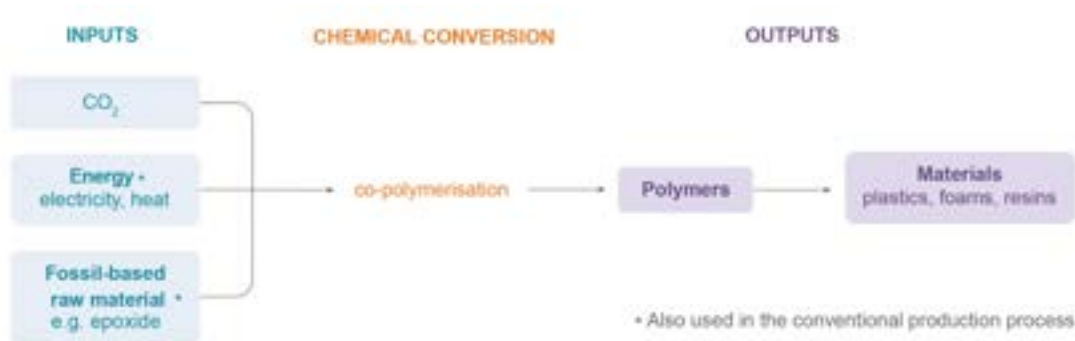 INPUTS
CHEMICAL CONVERSION
OUTPUTS
CO₂
Energy •
electricity, heat
co-polymerisation
Polymers
Materials
plastics, foams, resins
Fossil-based
raw material •
e.g. epoxide
• Also used in the conventional production process